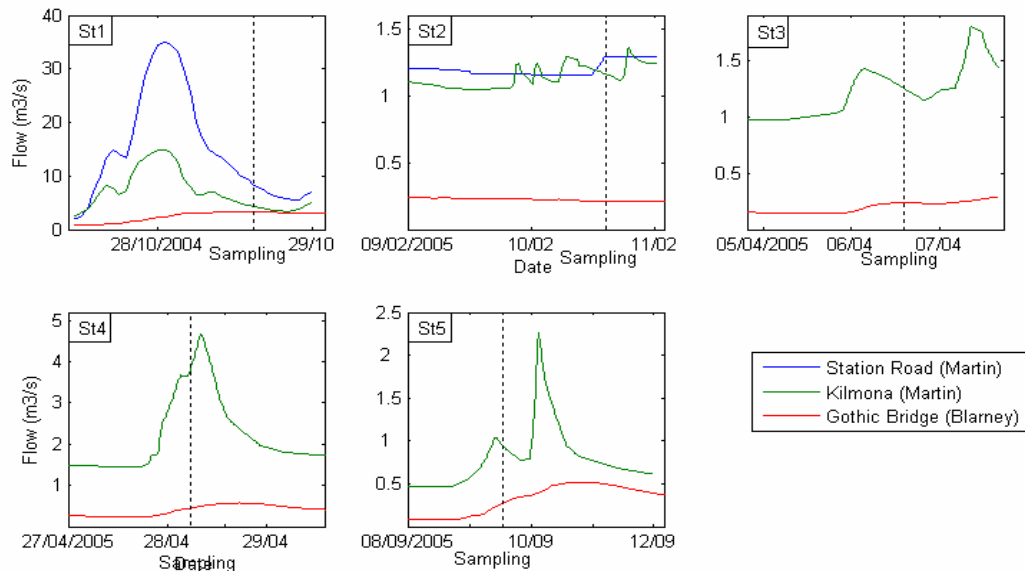 St1
40
30
20
10
0
Flow (m3/s)
28/10/2004
29/10
Sampling
St2
1.5
1
0.5
09/02/2005
10/02
11/02
Date
Sampling
St3
1.5
1
0.5
05/04/2005
06/04
07/04
Sampling
St4
5
4
3
2
1
Flow (m3/s)
27/04/2005
28/04
29/04
Sampling
Date
St5
2.5
2
1.5
1
0.5
08/09/2005
10/09
12/09
Sampling
Station Road (Martin)
Kilmona (Martin)
Gothic Bridge (Blarney)